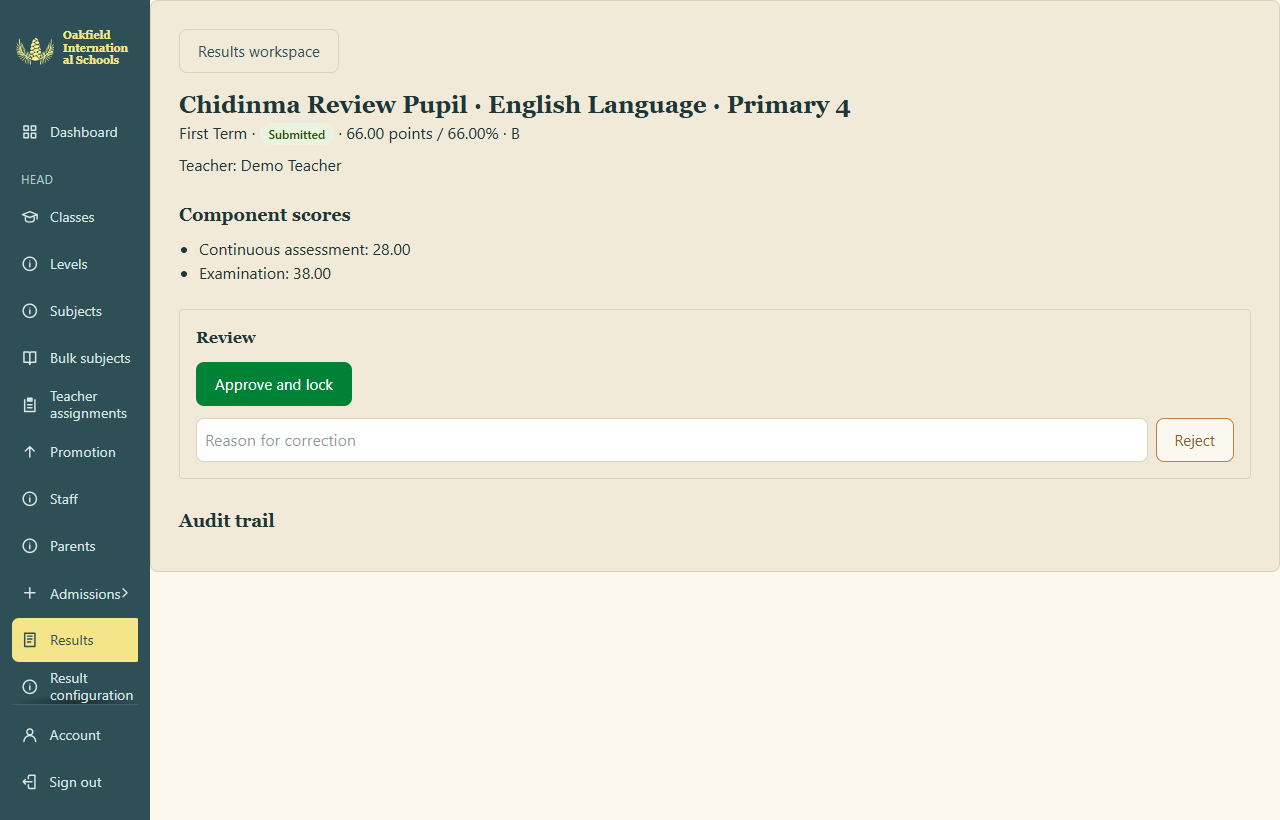 Oakfield
Internation
al Schools
Dashboard
HEAD
Classes
Levels
Subjects
Bulk subjects
Teacher
assignments
Promotion
Staff
Parents
Admissions
Results
Result
configuration
Account
Sign out
Results workspace
Chidinma Review Pupil · English Language · Primary 4
First Term · Submitted · 66.00 points / 66.00% · B
Teacher: Demo Teacher
Component scores
• Continuous assessment: 28.00
• Examination: 38.00
Review
Approve and lock
Reason for correction
Reject
Audit trail